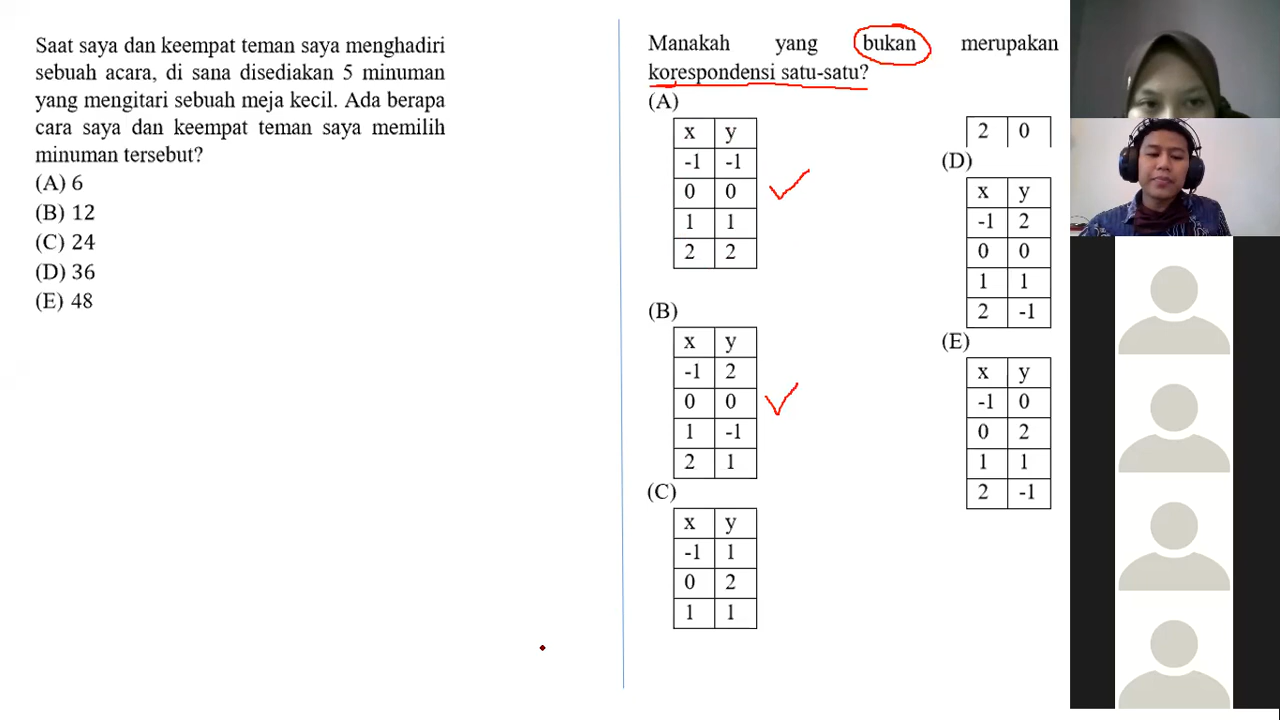 Saat saya dan keempat teman saya menghadiri
sebuah acara, di sana disediakan 5 minuman
yang mengitari sebuah meja kecil. Ada berapa
cara saya dan keempat teman saya memilih
minuman tersebut?
(A) 6
(B) 12
(C) 24
(D) 36
(E) 48
Manakah yang bukan merupakan
korespondensi satu-satu?
(A)
x y
-1 -1
0 0
1 1
2 2
(B)
x y
-1 2
0 0
1 -1
2 1
(C)
x y
-1 1
0 2
1 1
2 0
(D)
x y
-1 2
0 0
1 1
2 -1
(E)
x y
-1 0
0 2
1 1
2 -1